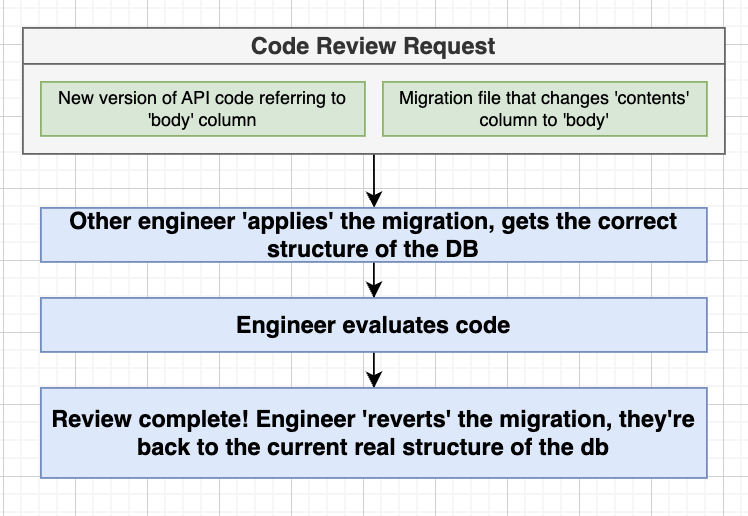 Code Review Request
New version of API code referring to
'body' column
Migration file that changes 'contents'
column to 'body'
Other engineer 'applies' the migration, gets the correct
structure of the DB
Engineer evaluates code
Review complete! Engineer 'reverts' the migration, they're
back to the current real structure of the db